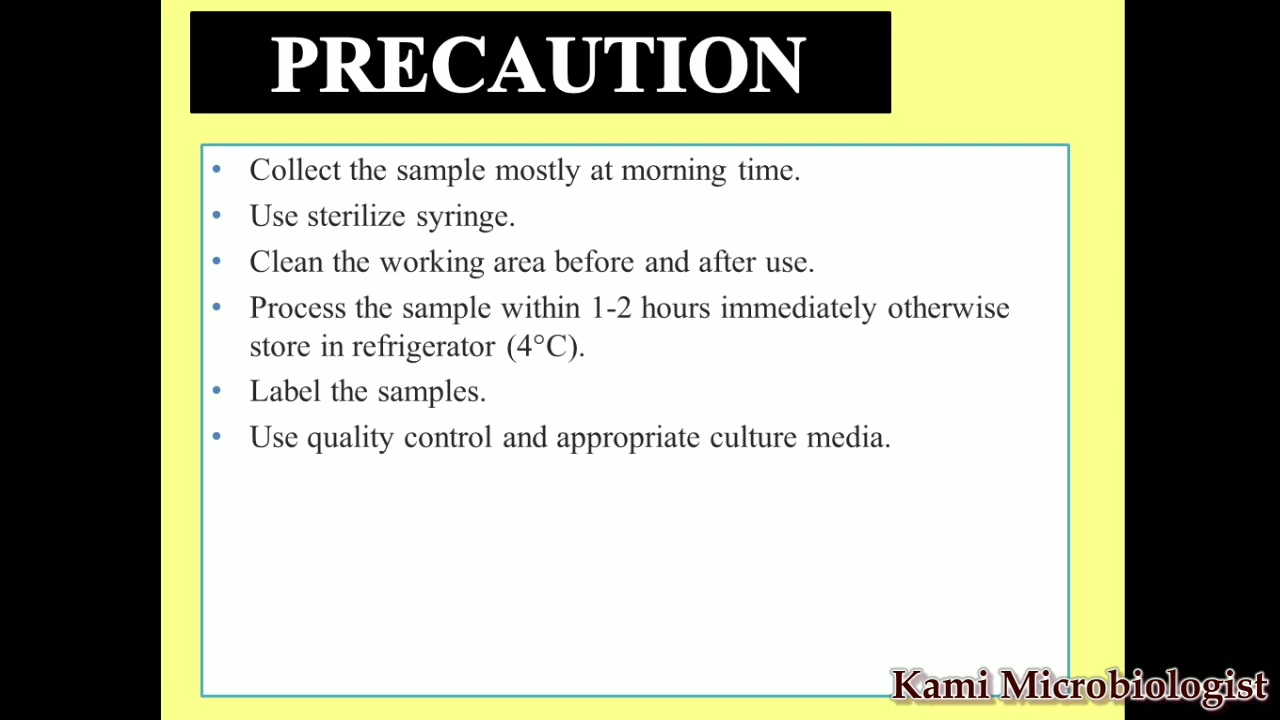 PRECAUTION
• Collect the sample mostly at morning time.
• Use sterilize syringe.
• Clean the working area before and after use.
• Process the sample within 1-2 hours immediately otherwise
store in refrigerator (4°C).
• Label the samples.
• Use quality control and appropriate culture media.
Kami Microbiologist